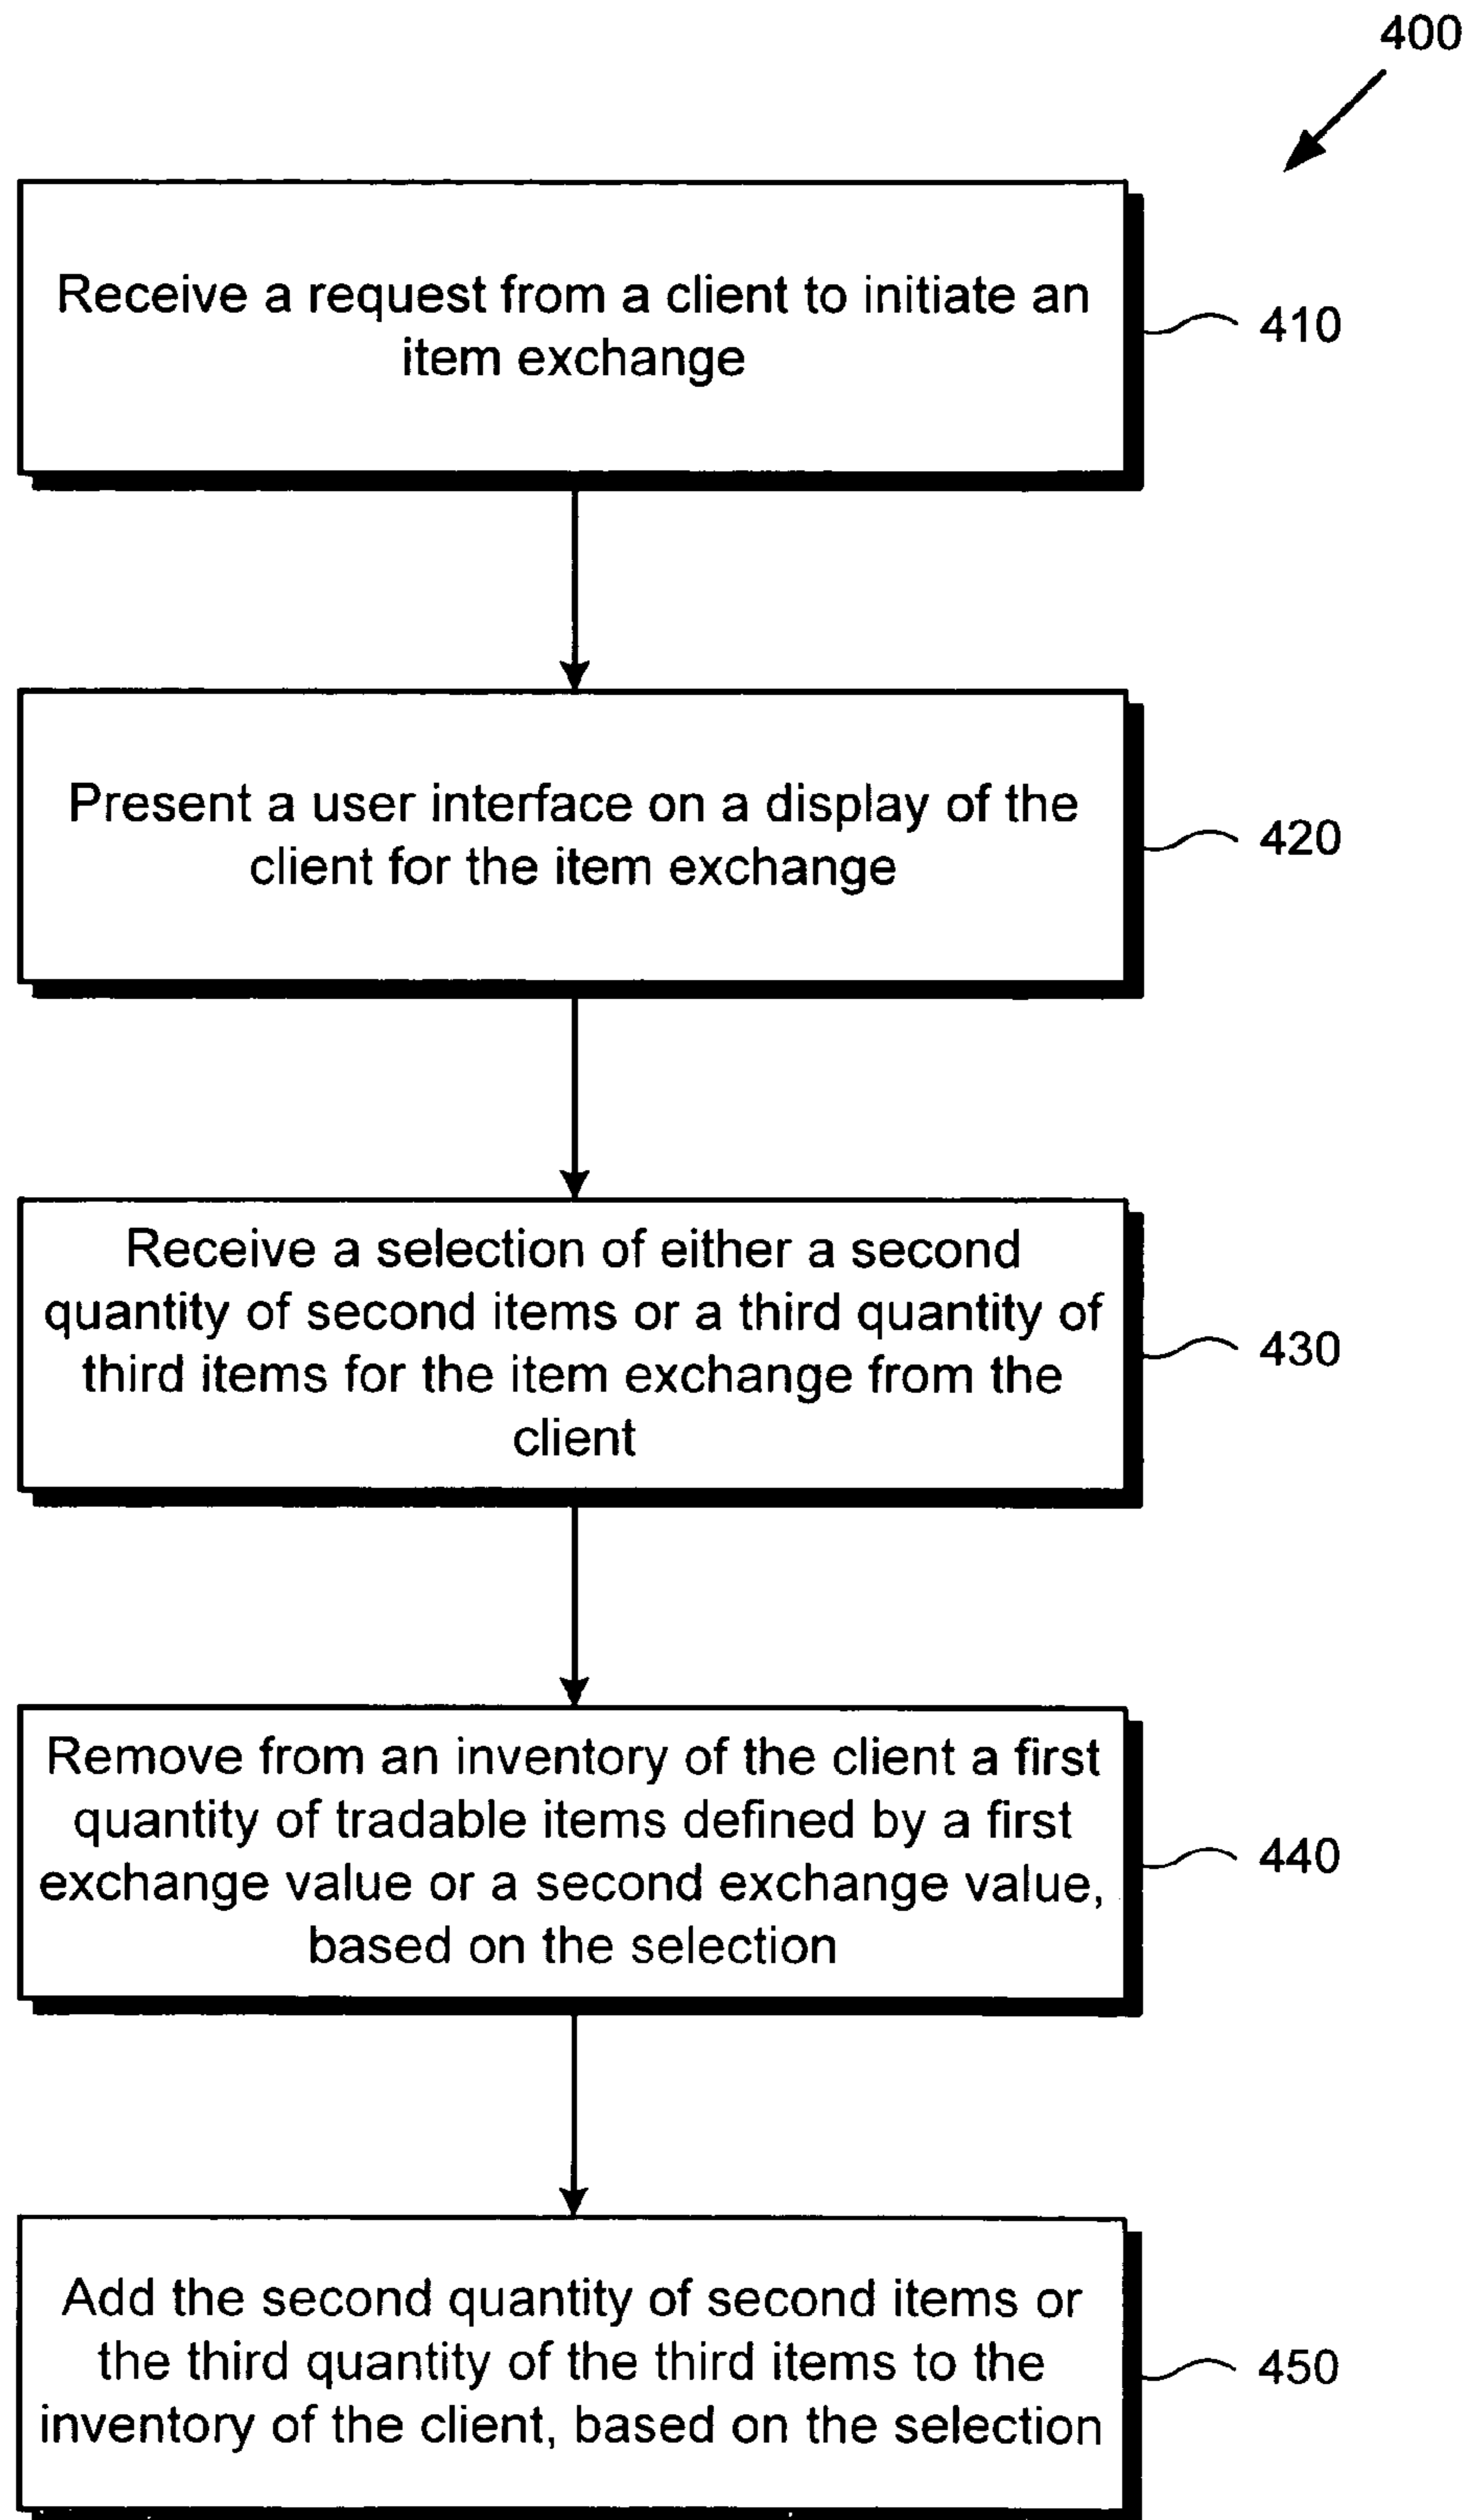 400
Receive a request from a client to initiate an
item exchange
410
Present a user interface on a display of the
client for the item exchange
420
Receive a selection of either a second
quantity of second items or a third quantity of
third items for the item exchange from the
client
430
Remove from an inventory of the client a first
quantity of tradable items defined by a first
exchange value or a second exchange value,
based on the selection
440
Add the second quantity of second items or
the third quantity of the third items to the
inventory of the client, based on the selection
450